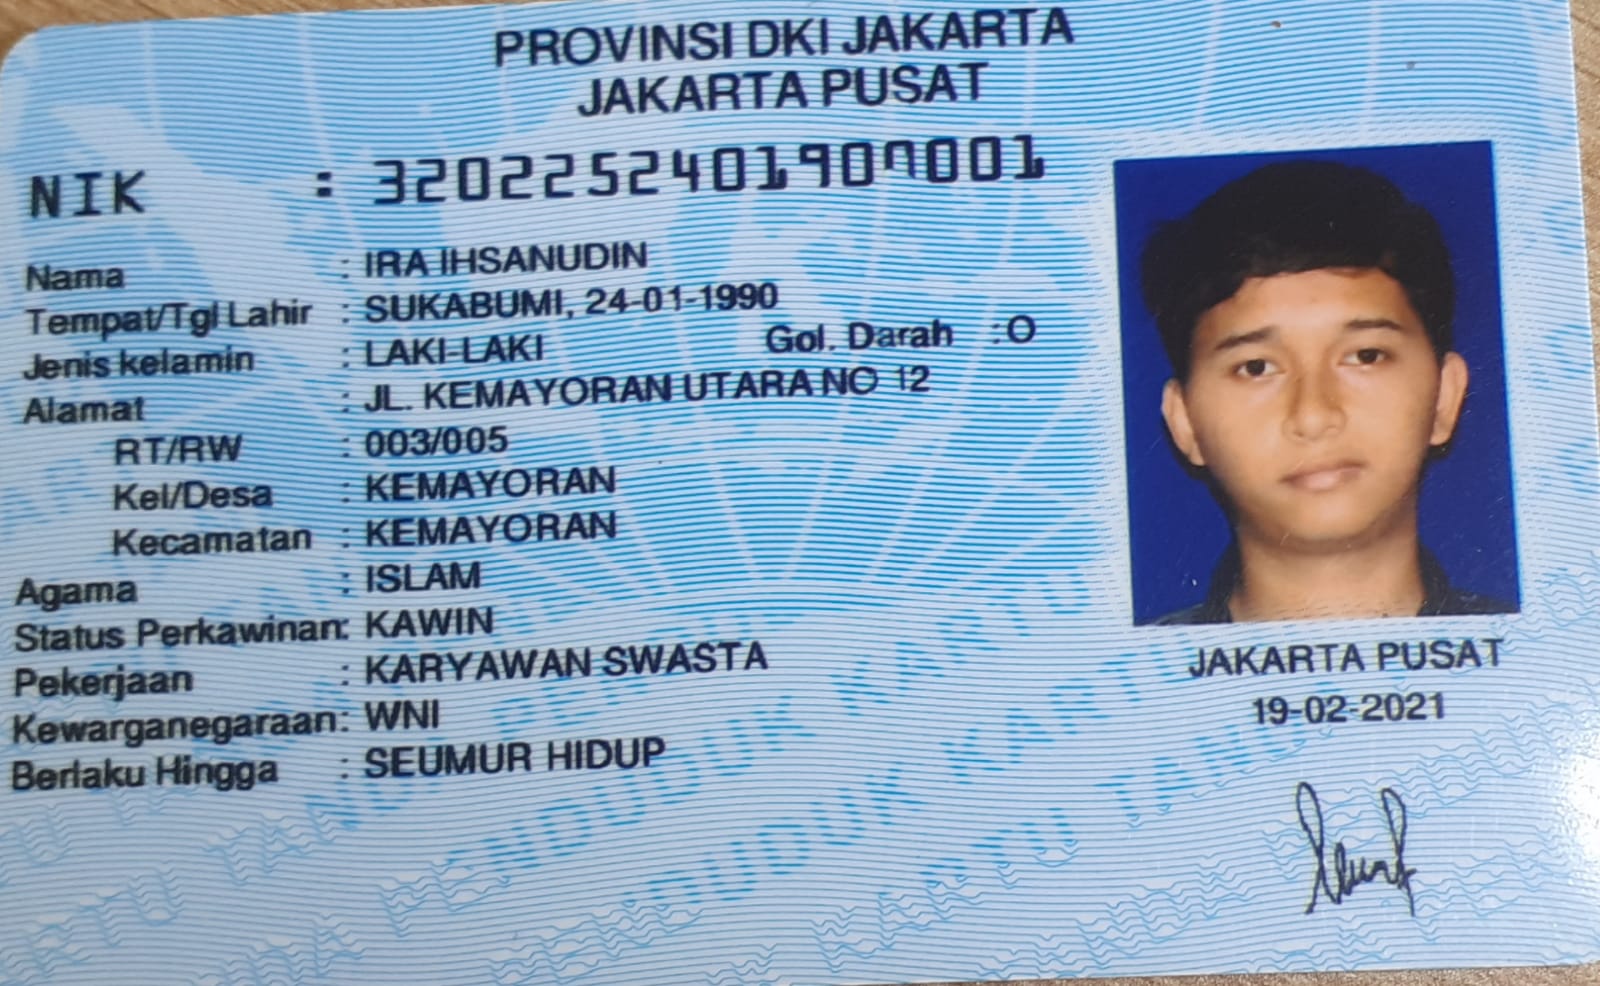 PROVINSI DKI JAKARTA
JAKARTA PUSAT
NIK : 3202252401900001
Nama : IRA IHSANUDIN
Tempat/Tgl Lahir : SUKABUMI, 24-01-1990
Jenis kelamin : LAKI-LAKI Gol. Darah :O
Alamat : JL. KEMAYORAN UTARA NO 12
RT/RW : 003/005
Kel/Desa : KEMAYORAN
Kecamatan : KEMAYORAN
Agama : ISLAM
Status Perkawinan: KAWIN
Pekerjaan : KARYAWAN SWASTA
Kewarganegaraan: WNI
Berlaku Hingga : SEUMUR HIDUP
JAKARTA PUSAT
19-02-2021